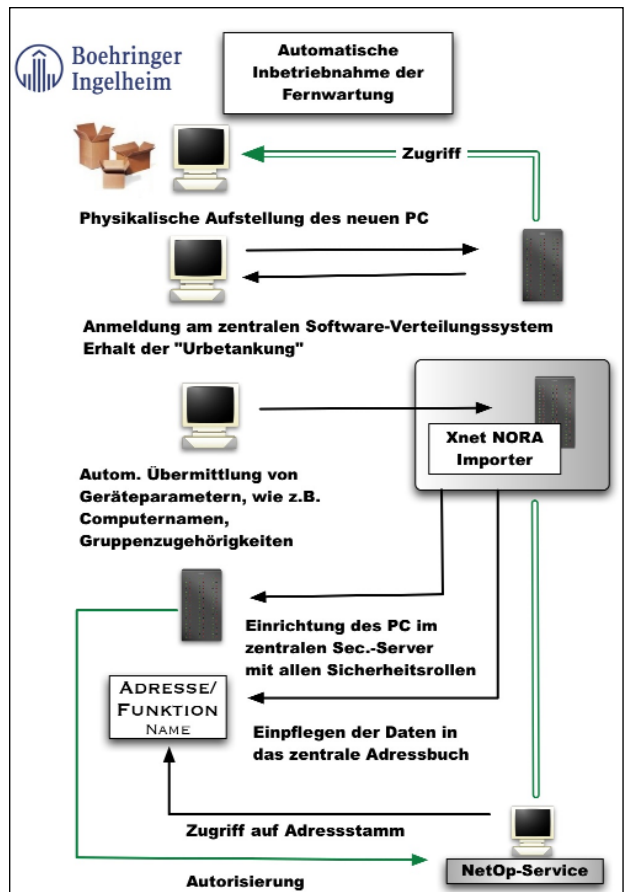 Boehringer
Ingelheim
Automatische
Inbetriebnahme der
Fernwartung
Zugriff
Physikalische Aufstellung des neuen PC
Anmeldung am zentralen Software-Verteilungssystem
Erhalt der "Urbetankung"
Xnet NORA
Importer
Autom. Übermittlung von
Geräteparametern, wie z.B.
Computernamen,
Gruppenzugehörigkeiten
Einrichtung des PC im
zentralen Sec.-Server
mit allen Sicherheitsrollen
ADRESSE/
FUNKTION
NAME
Einpflegen der Daten in
das zentrale Adressbuch
Zugriff auf Adressstamm
NetOp-Service
Autorisierung